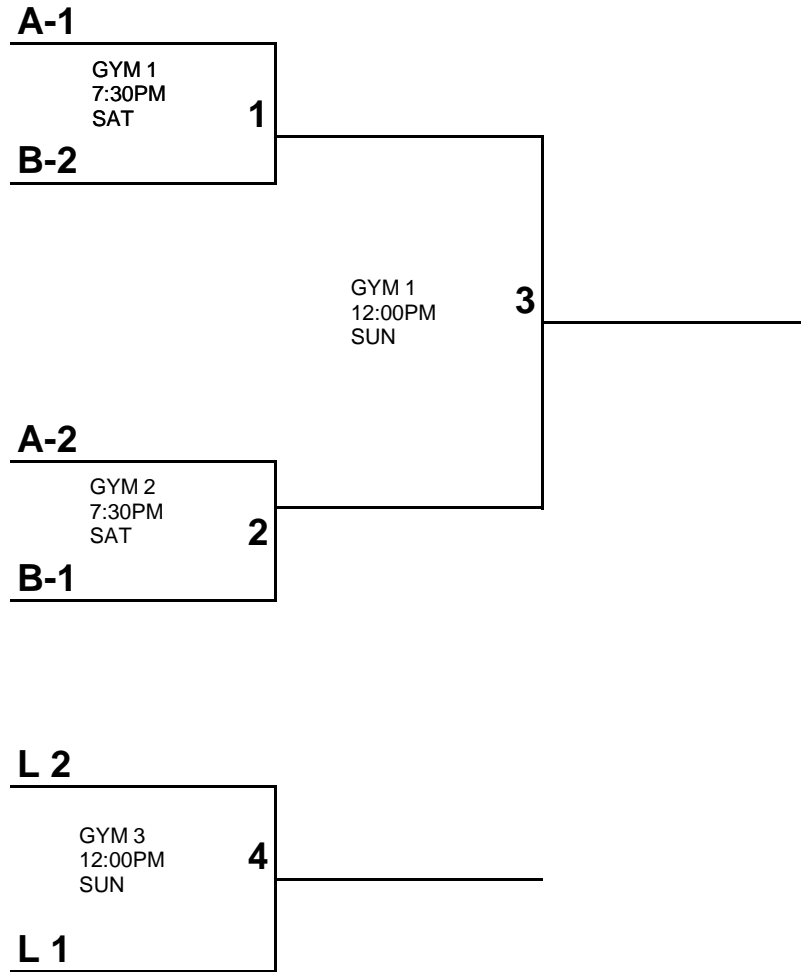 A-1
GYM 1
7:30PM
SAT
1
B-2
GYM 1
12:00PM
SUN
3
A-2
GYM 2
7:30PM
SAT
2
B-1
L 2
GYM 3
12:00PM
SUN
4
L 1